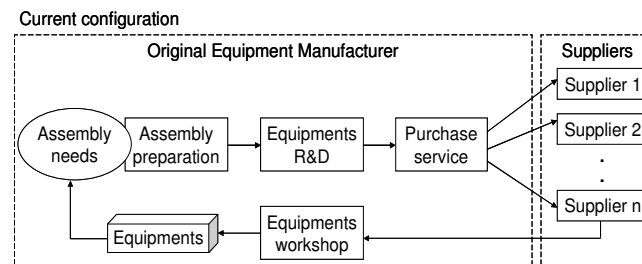 Current configuration
Original Equipment Manufacturer
Suppliers
Supplier 1
Assembly
needs
Assembly
preparation
Equipments
R&D
Purchase
service
Supplier 2
.
.
Supplier n
Equipments
Equipments
workshop